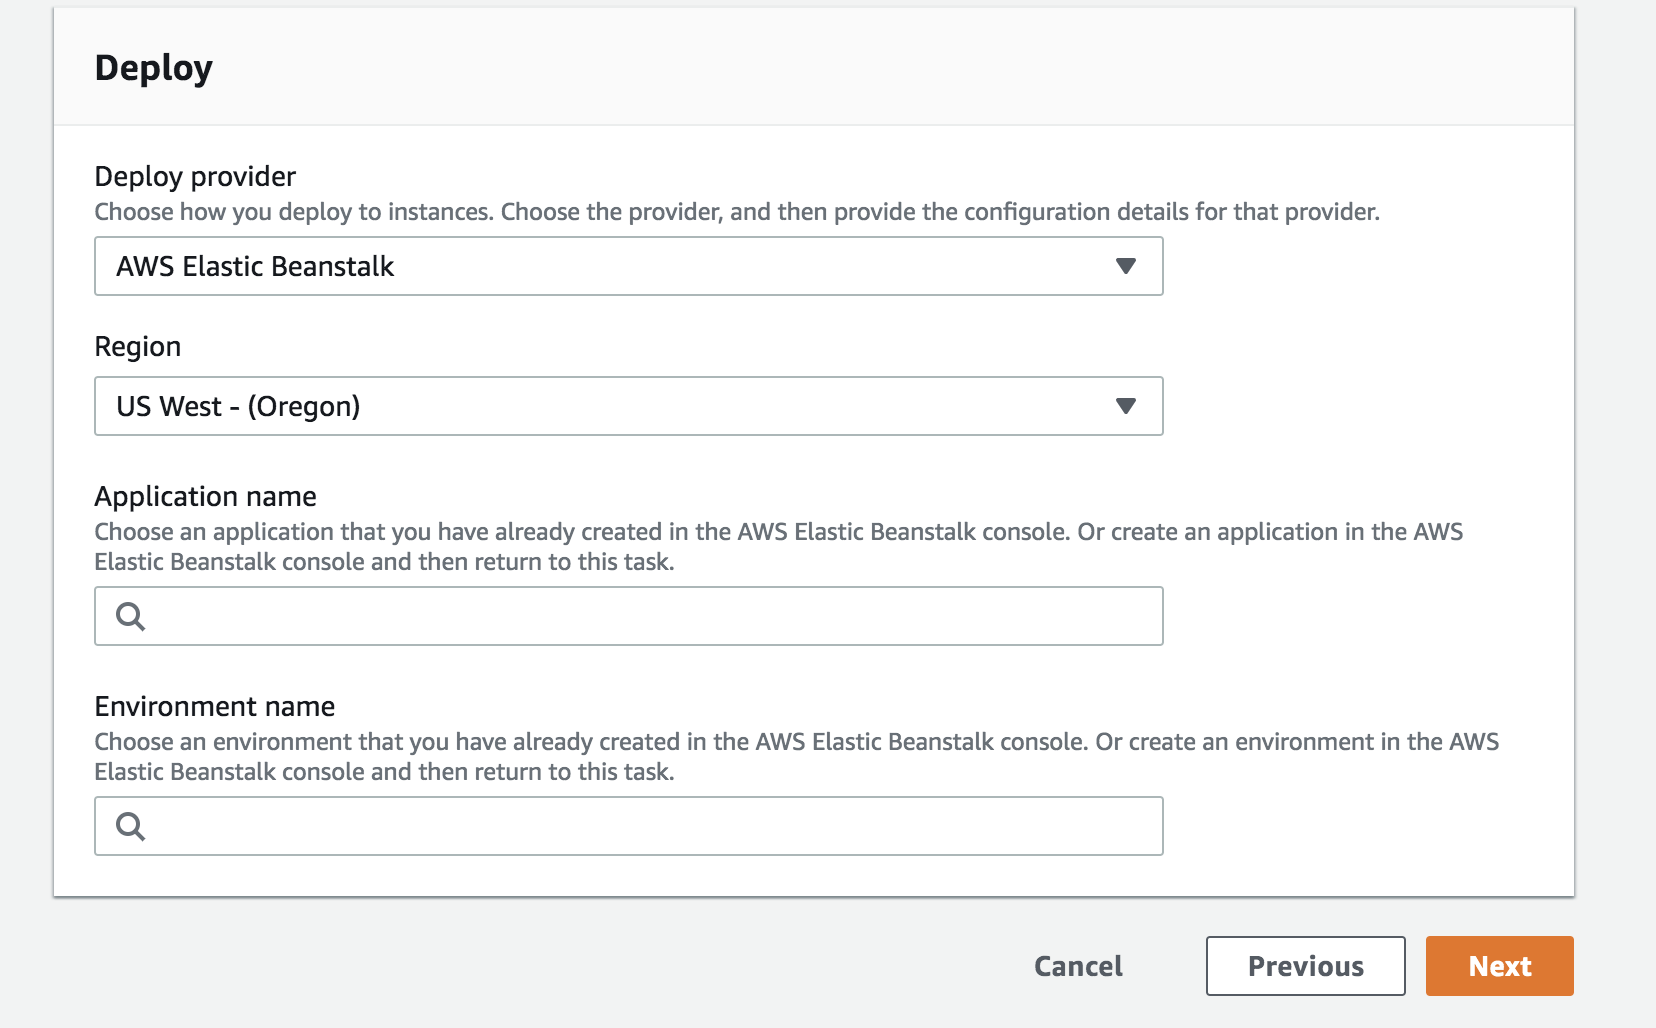 Deploy
Deploy provider
Choose how you deploy to instances. Choose the provider, and then provide the configuration details for that provider.
AWS Elastic Beanstalk
Region
US West - (Oregon)
Application name
Choose an application that you have already created in the AWS Elastic Beanstalk console. Or create an application in the AWS
Elastic Beanstalk console and then return to this task.
Environment name
Choose an environment that you have already created in the AWS Elastic Beanstalk console. Or create an environment in the AWS
Elastic Beanstalk console and then return to this task.
Cancel
Previous
Next